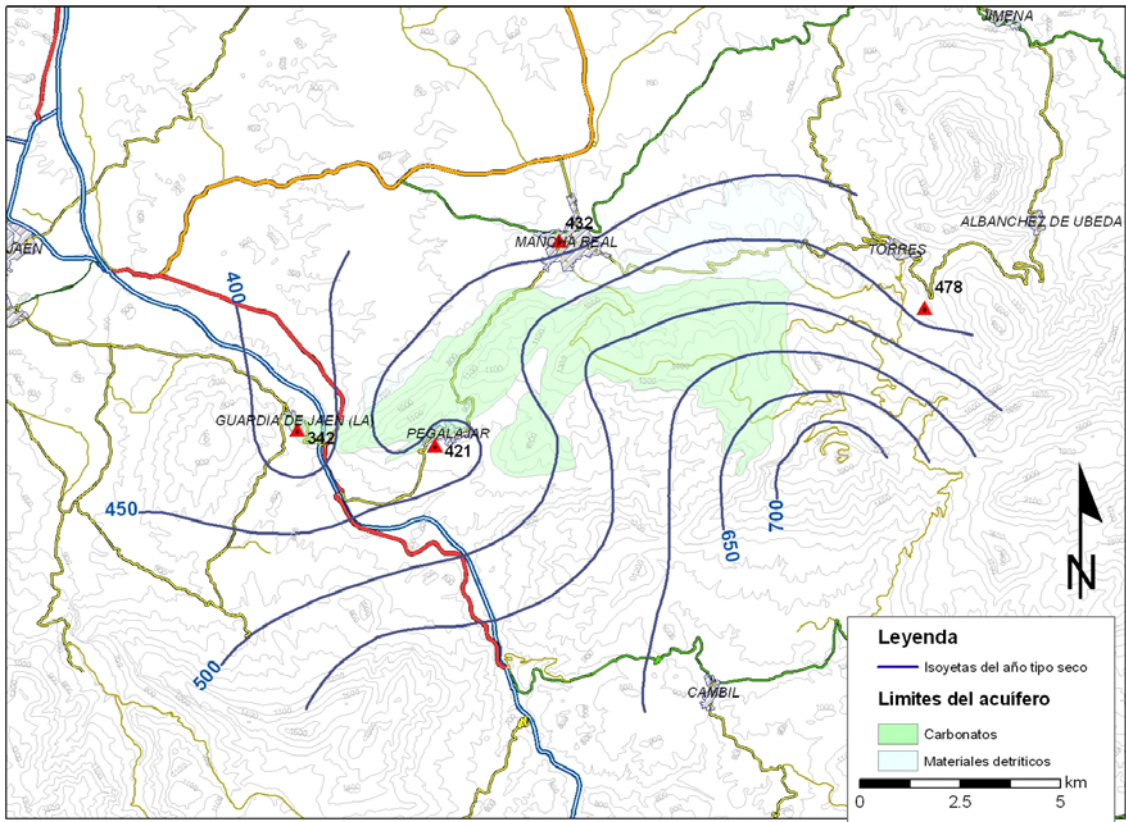 JIMENA
ALBANCHEZ DE UBEDA
432
MANCHA REAL
JAEN
TORRES
478
400
GUARDIA DE JAEN (LA)
342
PEGALAJAR
421
450
700
650
500
N
CAMBIL
Leyenda
Isoyetas del año tipo seco
Limites del acuífero
Carbonatos
Materiales detríticos
km
0 2.5 5